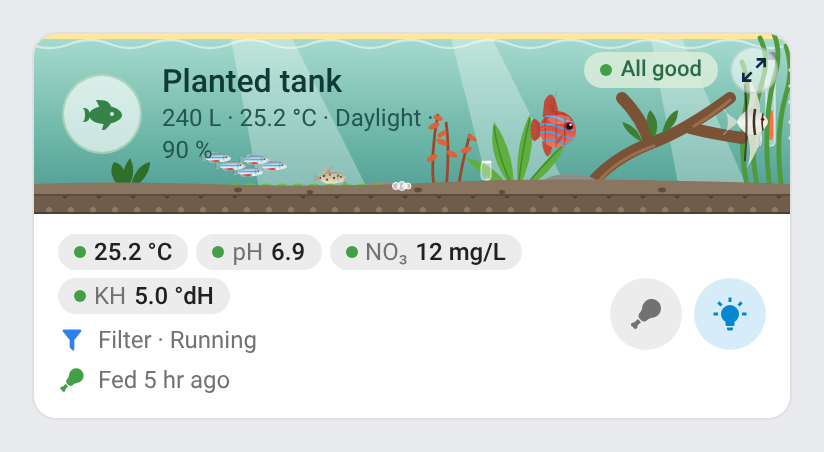 Planted tank
All good
240 L · 25.2 °C · Daylight ·
90 %
25.2 °C
pH 6.9
NO₃ 12 mg/L
KH 5.0 °dH
Filter · Running
Fed 5 hr ago